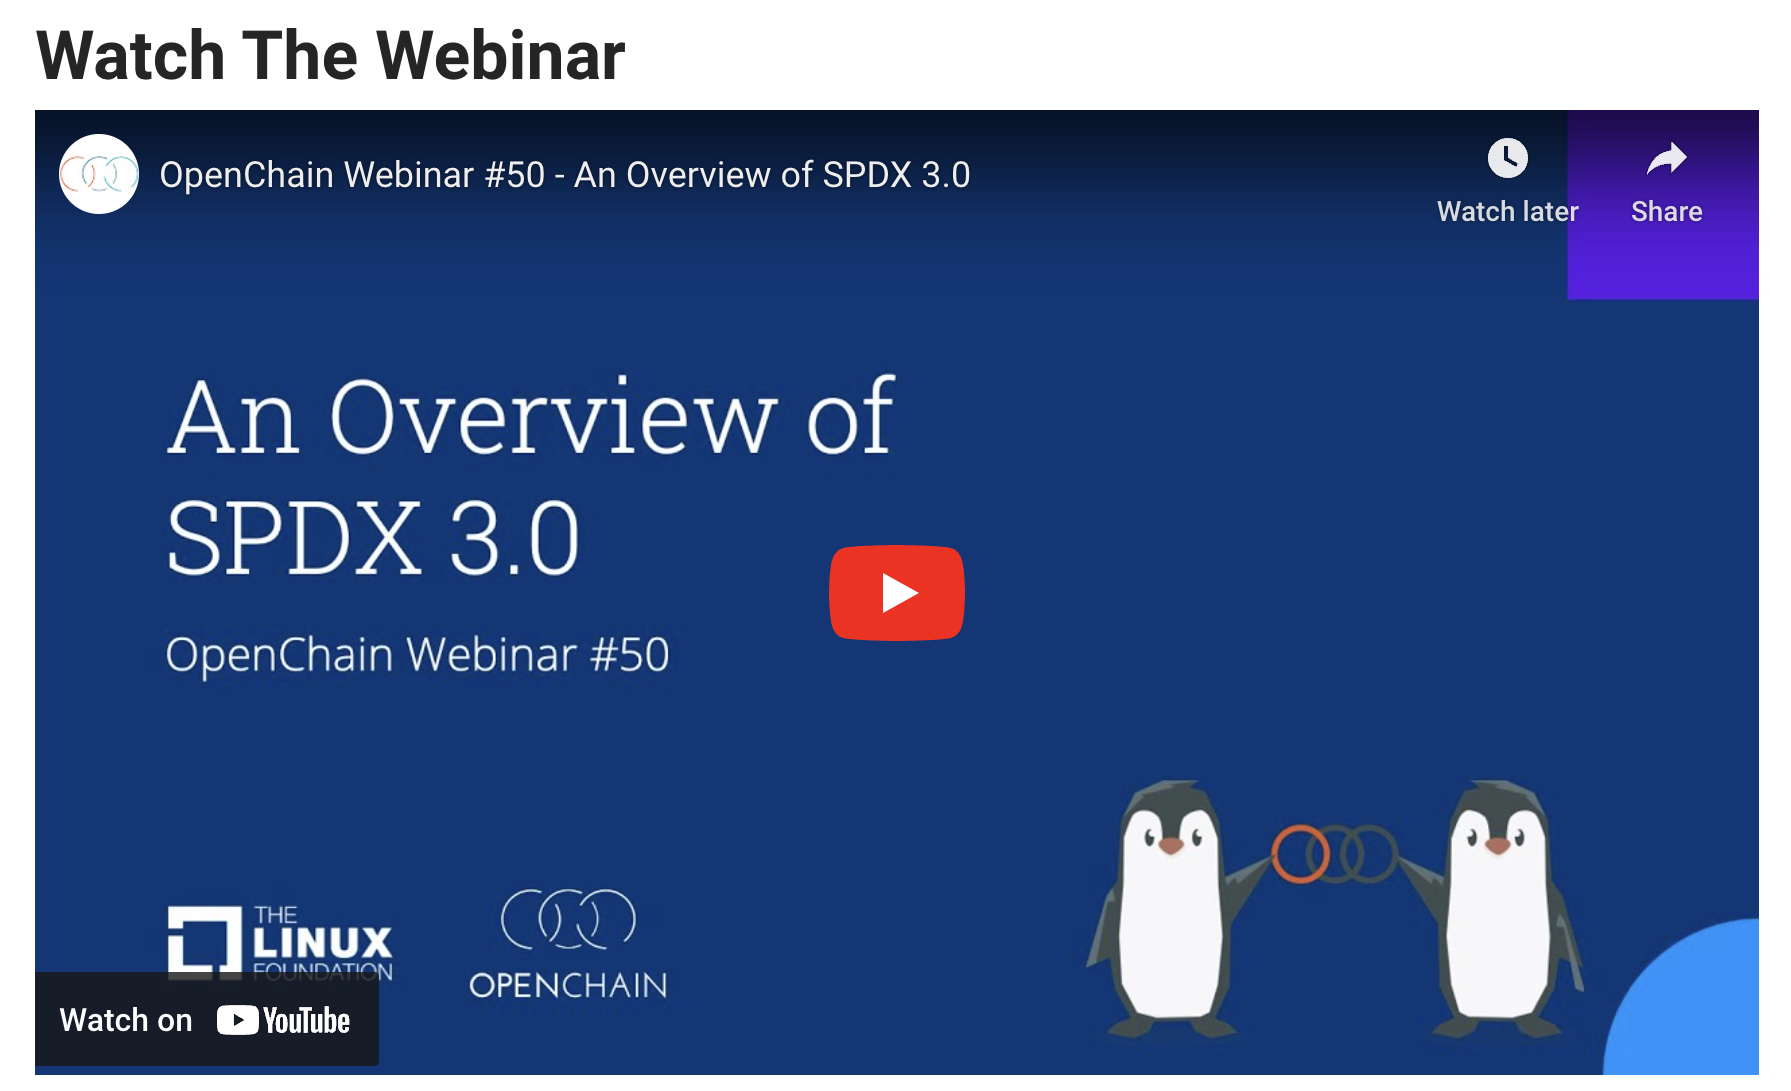 Watch The Webinar
OpenChain Webinar #50 - An Overview of SPDX 3.0
Watch later
Share
An Overview of
SPDX 3.0
OpenChain Webinar #50
THE
LINUX
FOUNDATION
OPENCHAIN
Watch on YouTube